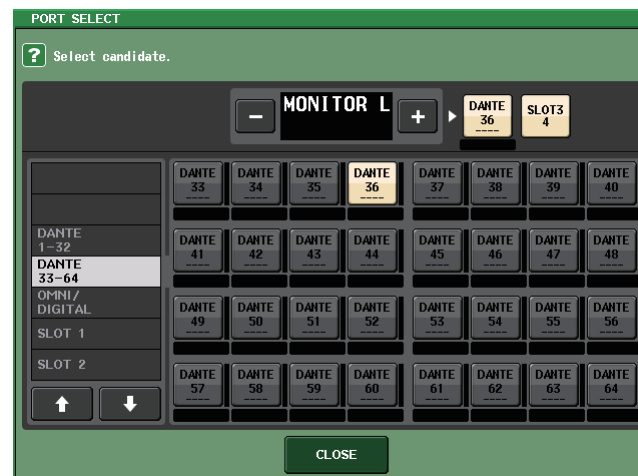 PORT SELECT
? Select candidate.
− MONITOR L +
DANTE
36
----
SLOT3
4
DANTE
1-32
DANTE
33-64
OMNI/
DIGITAL
SLOT 1
SLOT 2
DANTE DANTE DANTE DANTE DANTE DANTE DANTE DANTE
33 34 35 36 37 38 39 40
---- ---- ---- ---- ---- ---- ---- ----
DANTE DANTE DANTE DANTE DANTE DANTE DANTE DANTE
41 42 43 44 45 46 47 48
---- ---- ---- ---- ---- ---- ---- ----
DANTE DANTE DANTE DANTE DANTE DANTE DANTE DANTE
49 50 51 52 53 54 55 56
---- ---- ---- ---- ---- ---- ---- ----
DANTE DANTE DANTE DANTE DANTE DANTE DANTE DANTE
57 58 59 60 61 62 63 64
---- ---- ---- ---- ---- ---- ---- ----
CLOSE